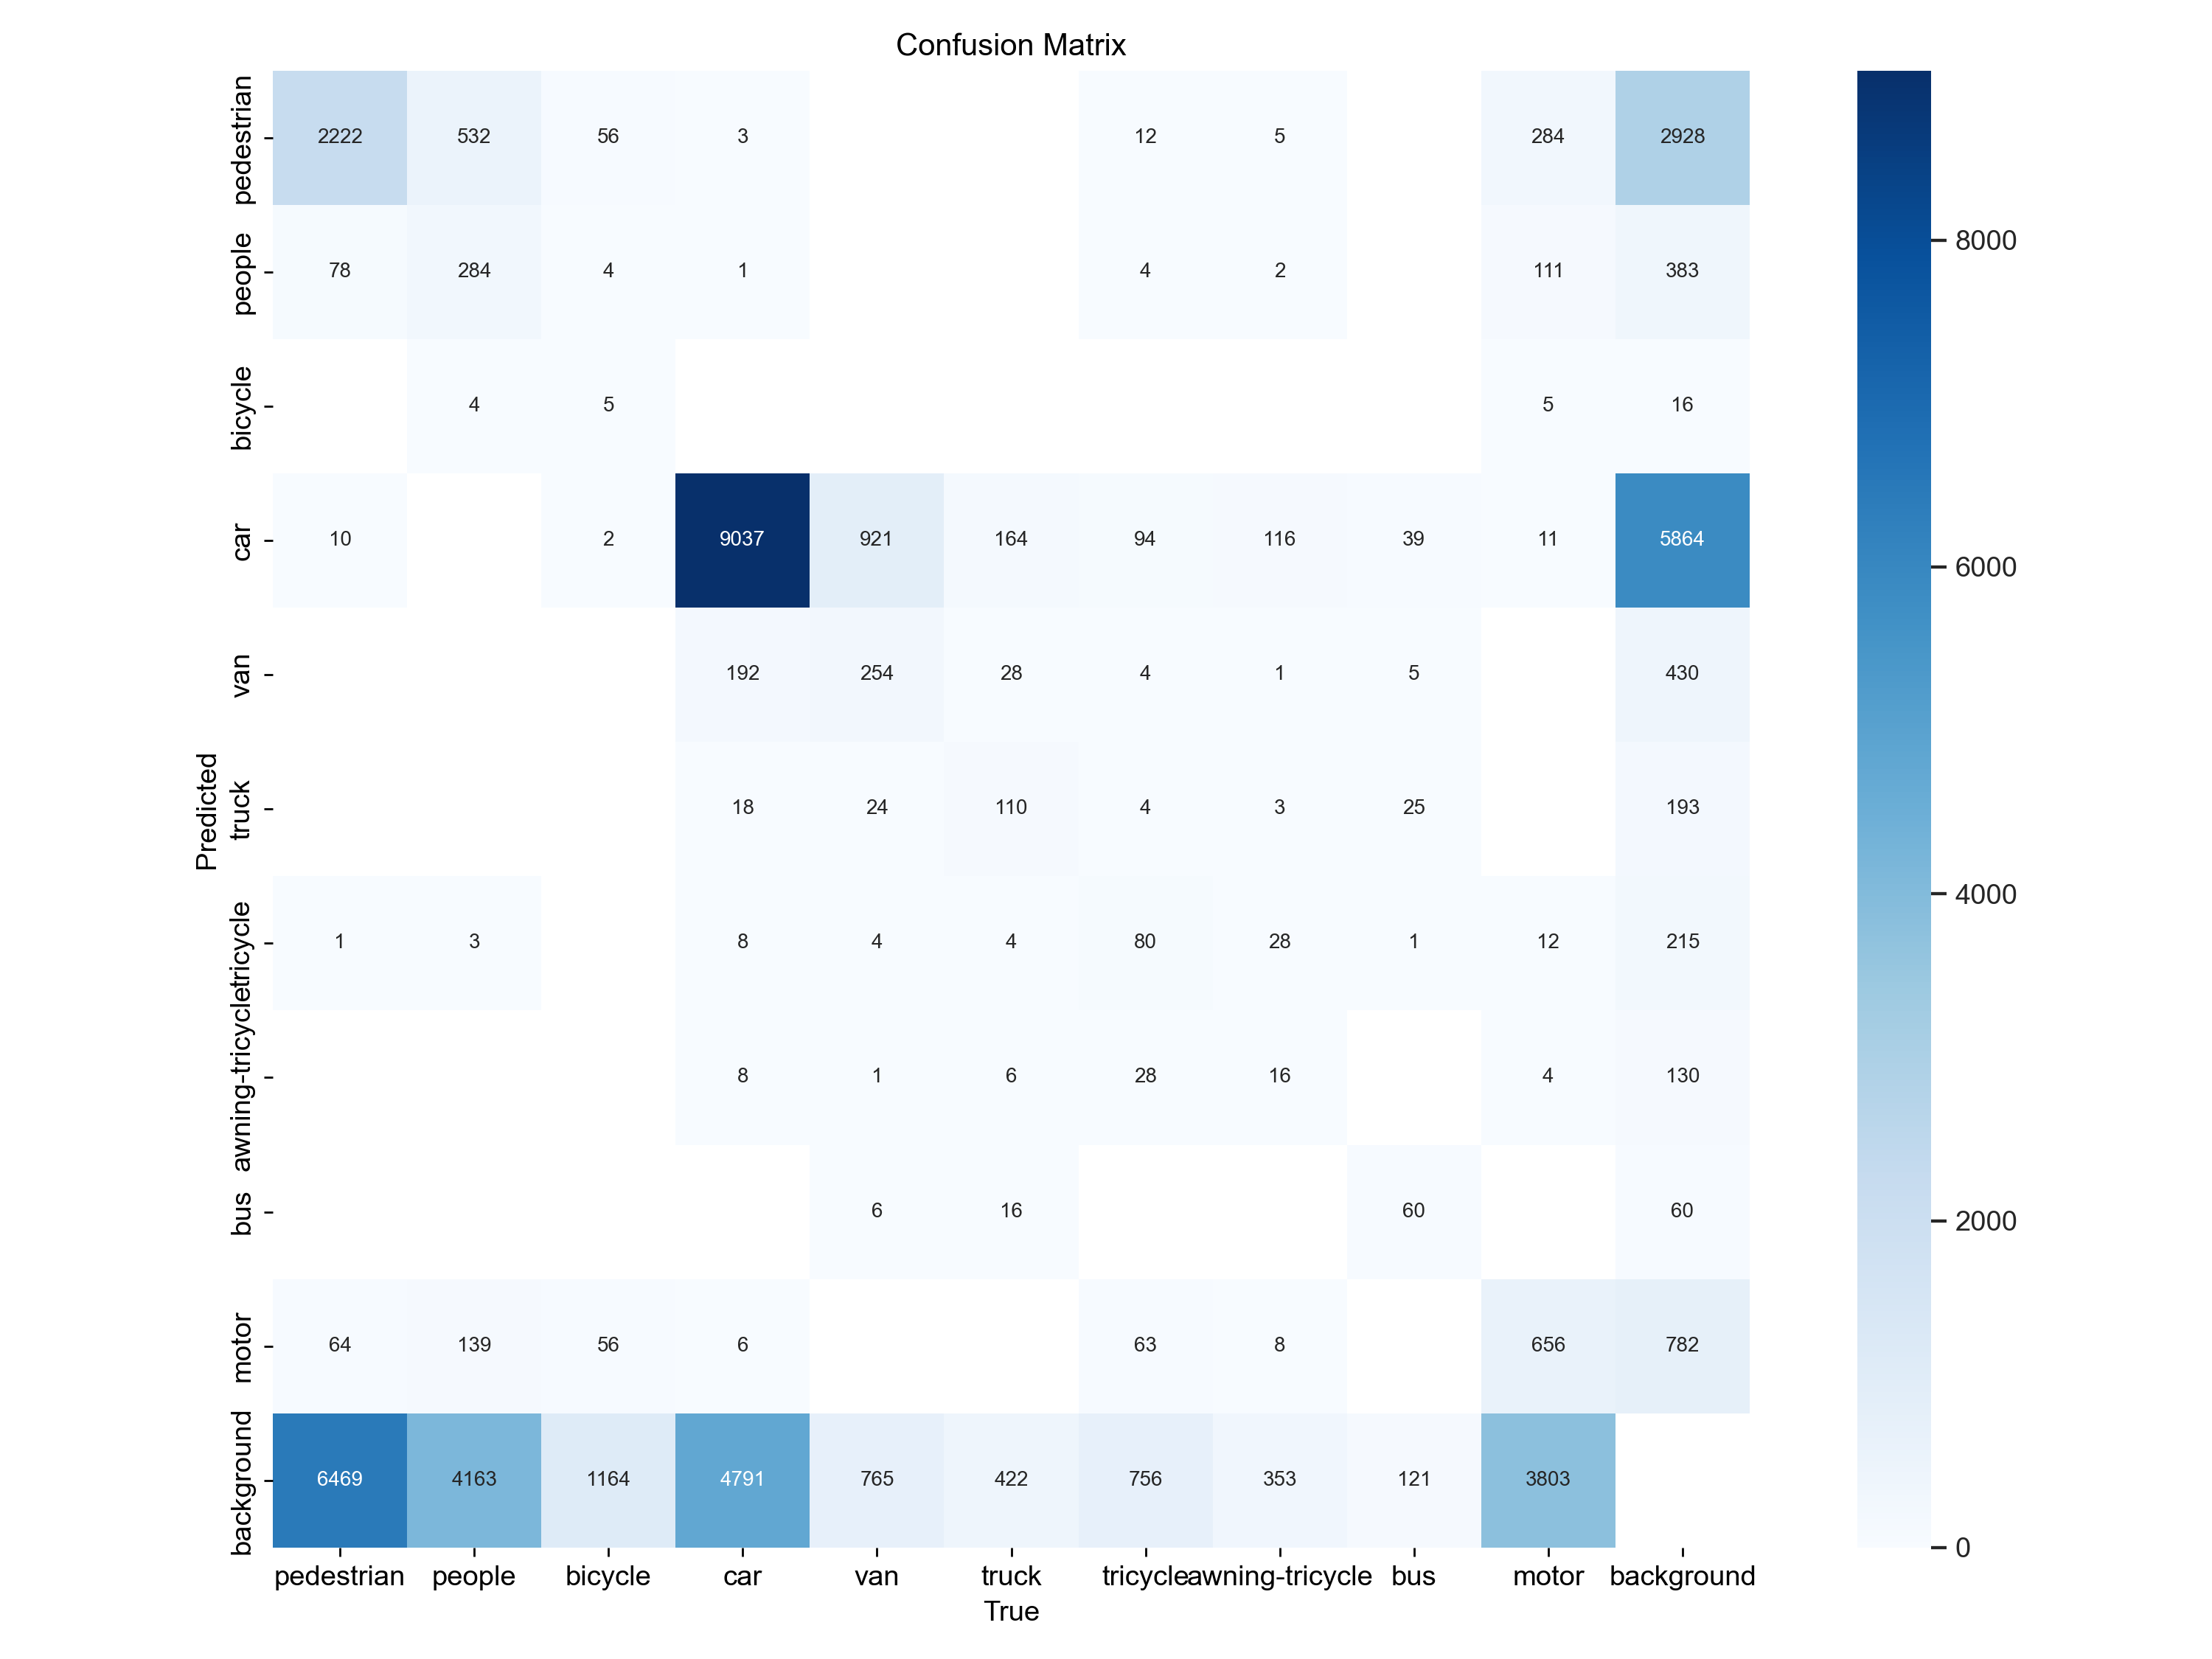 Confusion Matrix
pedestrian 2222 532 56 3 12 5 284 2928
people 78 284 4 1 4 2 111 383
bicycle 4 5 5 16
car 10 2 9037 921 164 94 116 39 11 5864
van 192 254 28 4 1 5 430
truck 18 24 110 4 3 25 193
tricycle 1 3 8 4 4 80 28 1 12 215
awning-tricycle 8 1 6 28 16 4 130
bus 6 16 60 60
motor 64 139 56 6 63 8 656 782
background 6469 4163 1164 4791 765 422 756 353 121 3803
pedestrian people bicycle car van truck tricycle awning-tricycle bus motor background
True
Predicted
8000
6000
4000
2000
0